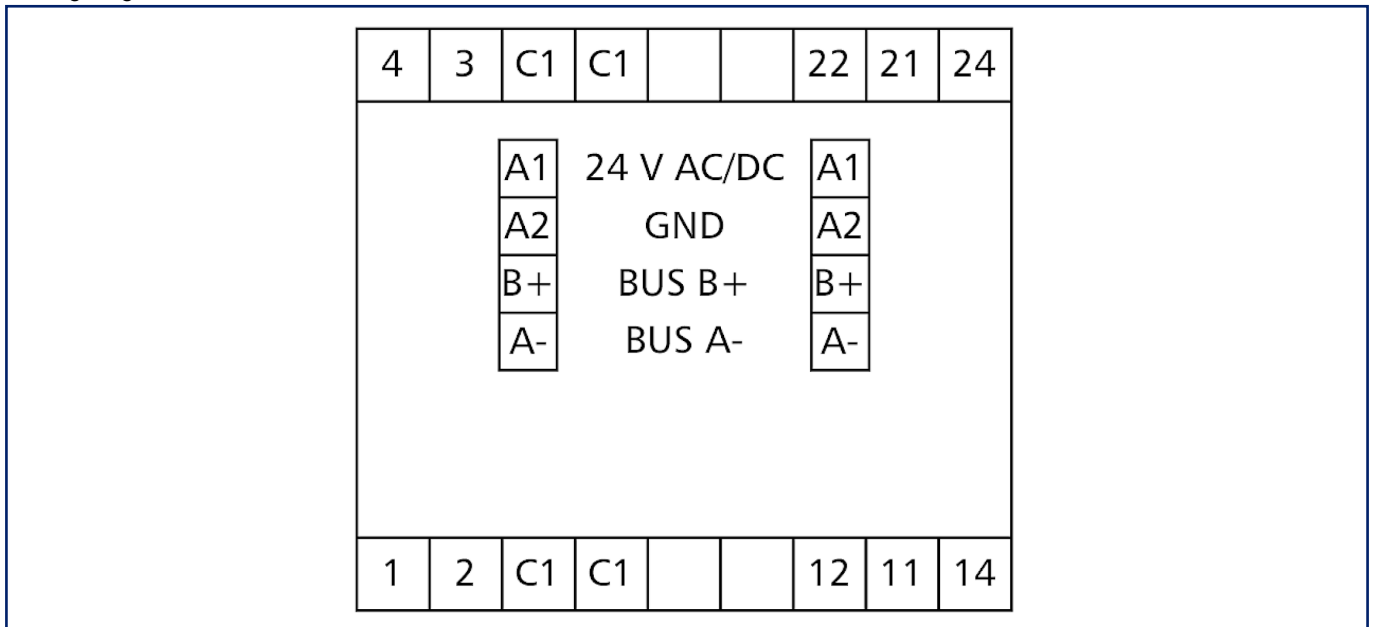 4 3 C1 C1 22 21 24
A1 24 V AC/DC A1
A2 GND A2
B+ BUS B+ B+
A- BUS A- A-
1 2 C1 C1 12 11 14